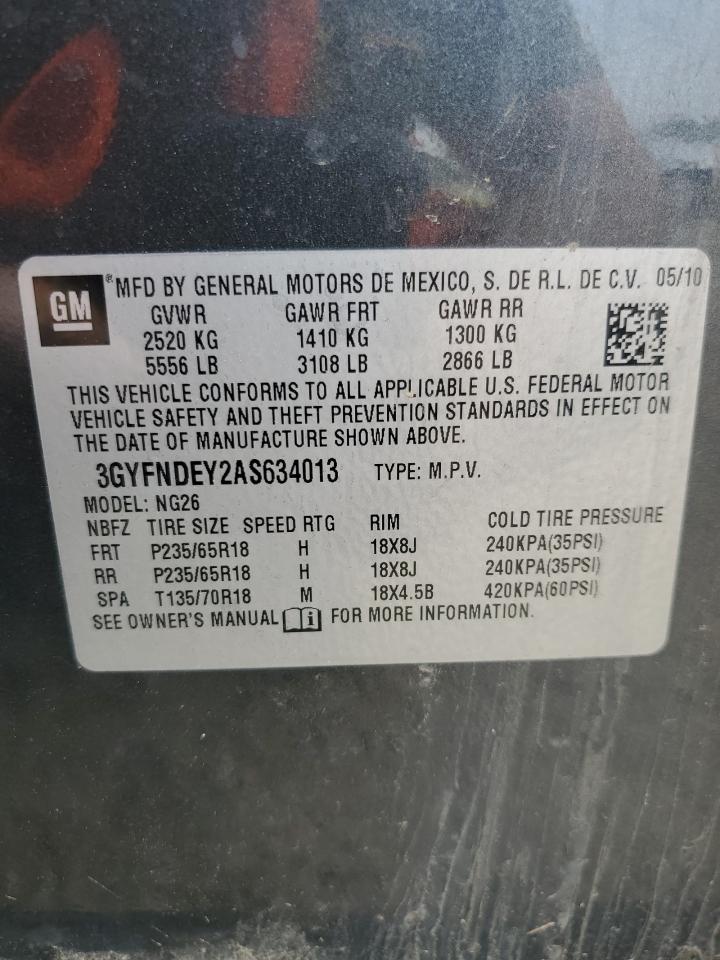 GM ® MFD BY GENERAL MOTORS DE MEXICO, S. DE R.L. DE C.V. 05/10
GVWR GAWR FRT GAWR RR
2520 KG 1410 KG 1300 KG
5556 LB 3108 LB 2866 LB
THIS VEHICLE CONFORMS TO ALL APPLICABLE U.S. FEDERAL MOTOR
VEHICLE SAFETY AND THEFT PREVENTION STANDARDS IN EFFECT ON
THE DATE OF MANUFACTURE SHOWN ABOVE.
3GYFNDEY2AS634013 TYPE: M.P.V.
MODEL: NG26
NBFZ TIRE SIZE SPEED RTG RIM COLD TIRE PRESSURE
FRT P235/65R18 H 18X8J 240KPA(35PSI)
RR P235/65R18 H 18X8J 240KPA(35PSI)
SPA T135/70R18 M 18X4.5B 420KPA(60PSI)
SEE OWNER'S MANUAL i FOR MORE INFORMATION.